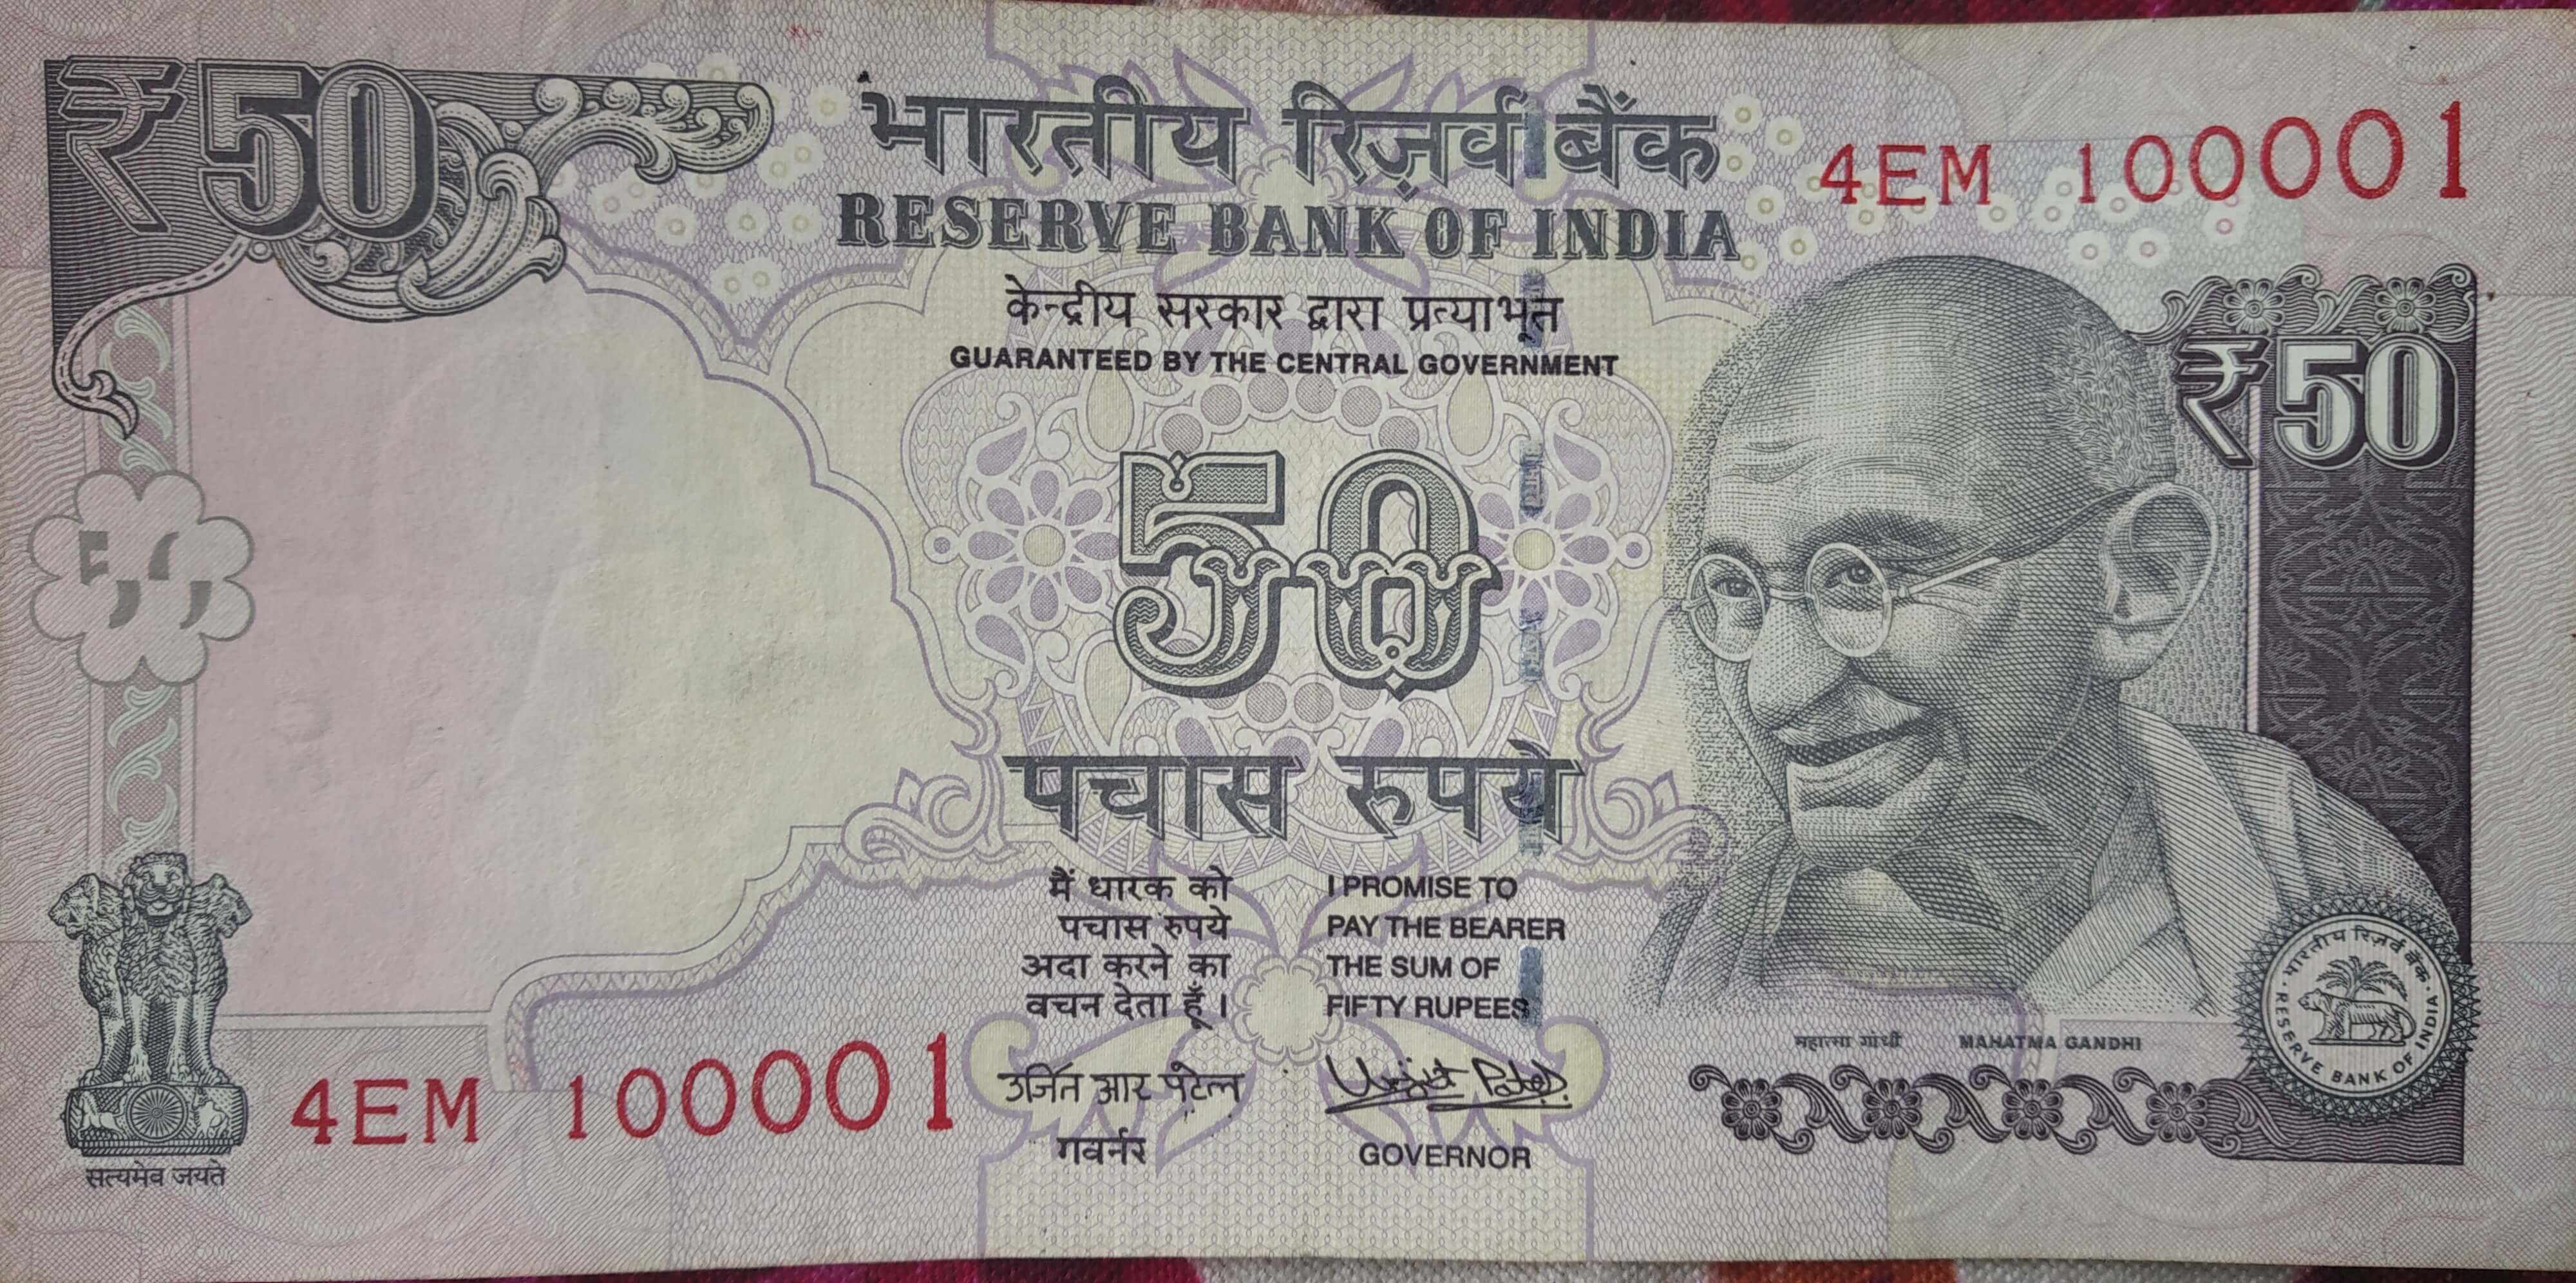 ₹50
भारतीय रिज़र्व बैंक
RESERVE BANK OF INDIA
4EM 100001
केन्द्रीय सरकार द्वारा प्रत्याभूत
GUARANTEED BY THE CENTRAL GOVERNMENT
₹50
50
पचास रुपये
मैं धारक को
पचास रुपये
अदा करने का
वचन देता हूँ।
I PROMISE TO
PAY THE BEARER
THE SUM OF
FIFTY RUPEES
उर्जित आर पटेल
Urjit Patel
गवर्नर
GOVERNOR
महात्मा गांधी MAHATMA GANDHI
भारतीय रिज़र्व बैंक
RESERVE BANK OF INDIA
4EM 100001
सत्यमेव जयते